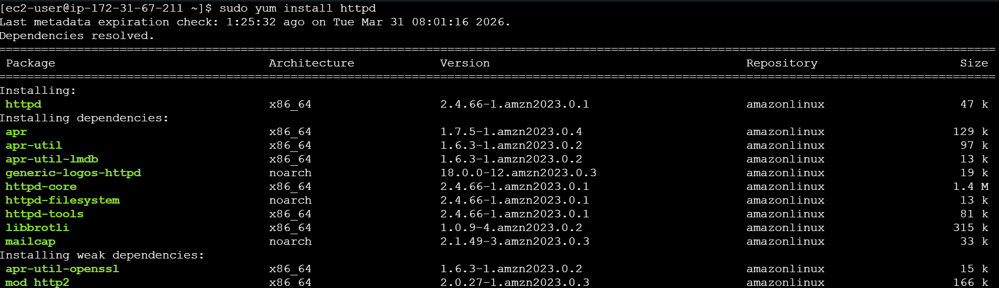 [ec2-user@ip-172-31-67-211 ~]$ sudo yum install httpd
Last metadata expiration check: 1:25:32 ago on Tue Mar 31 08:01:16 2026.
Dependencies resolved.
============================================================================================================================================
Package Architecture Version Repository Size
============================================================================================================================================
Installing:
httpd x86_64 2.4.66-1.amzn2023.0.1 amazonlinux 47 k
Installing dependencies:
apr x86_64 1.7.5-1.amzn2023.0.4 amazonlinux 129 k
apr-util x86_64 1.6.3-1.amzn2023.0.2 amazonlinux 97 k
apr-util-lmdb x86_64 1.6.3-1.amzn2023.0.2 amazonlinux 13 k
generic-logos-httpd noarch 18.0.0-12.amzn2023.0.3 amazonlinux 19 k
httpd-core x86_64 2.4.66-1.amzn2023.0.1 amazonlinux 1.4 M
httpd-filesystem noarch 2.4.66-1.amzn2023.0.1 amazonlinux 13 k
httpd-tools x86_64 2.4.66-1.amzn2023.0.1 amazonlinux 81 k
libbrotli x86_64 1.0.9-4.amzn2023.0.2 amazonlinux 315 k
mailcap noarch 2.1.49-3.amzn2023.0.3 amazonlinux 33 k
Installing weak dependencies:
apr-util-openssl x86_64 1.6.3-1.amzn2023.0.2 amazonlinux 15 k
mod_http2 x86_64 2.0.27-1.amzn2023.0.3 amazonlinux 166 k